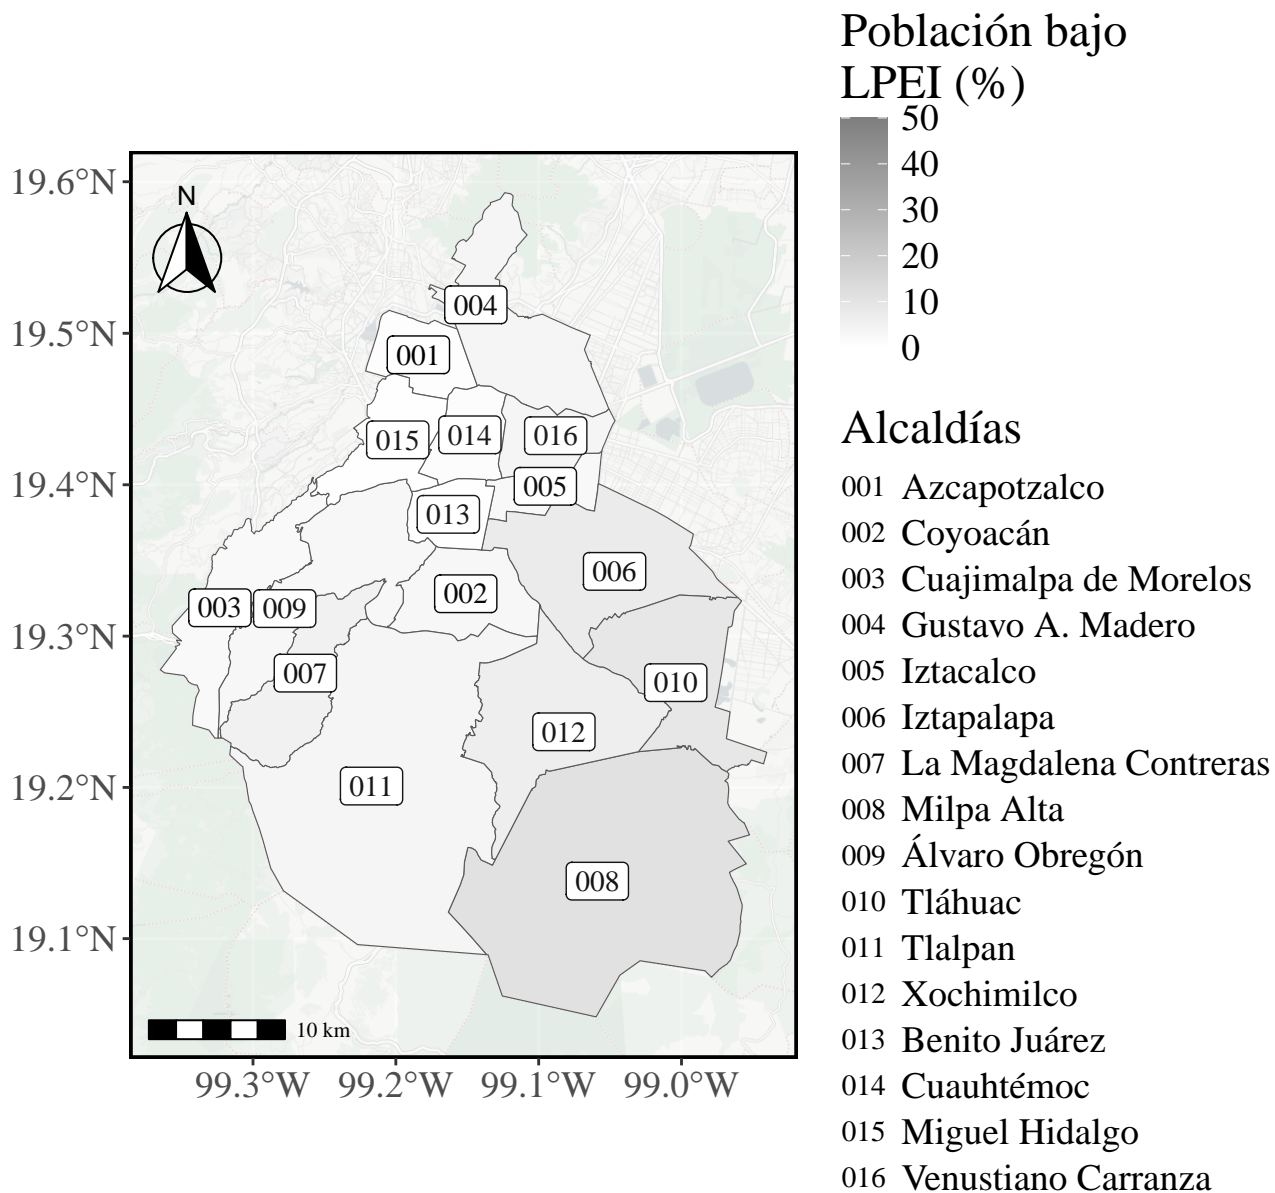 Población bajo
LPEI (%)
50
40
30
20
10
0
19.6°N
19.5°N
19.4°N
19.3°N
19.2°N
19.1°N
N
004
001
015
014
016
005
013
006
002
003
009
007
010
012
011
008
10 km
99.3°W
99.2°W
99.1°W
99.0°W
Alcaldías
001 Azcapotzalco
002 Coyoacán
003 Cuajimalpa de Morelos
004 Gustavo A. Madero
005 Iztacalco
006 Iztapalapa
007 La Magdalena Contreras
008 Milpa Alta
009 Álvaro Obregón
010 Tláhuac
011 Tlalpan
012 Xochimilco
013 Benito Juárez
014 Cuauhtémoc
015 Miguel Hidalgo
016 Venustiano Carranza